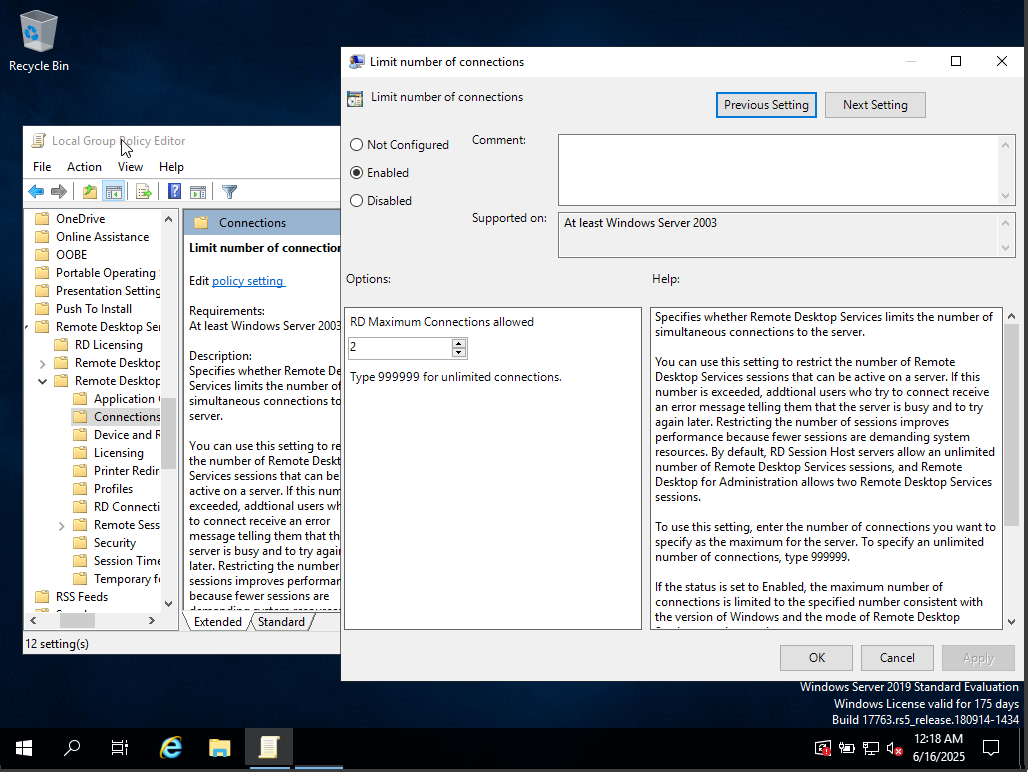 Recycle Bin
Local Group Policy Editor
File Action View Help
OneDrive
Online Assistance
OOBE
Portable Operating
Presentation Setting
Push To Install
Remote Desktop Ser
RD Licensing
Remote Desktop
Remote Desktop
Application
Connections
Device and R
Licensing
Printer Redir
Profiles
RD Connecti
Remote Sess
Security
Session Time
Temporary f
RSS Feeds
Connections
Limit number of connection
Edit policy setting
Requirements:
At least Windows Server 2003
Description:
Specifies whether Remote De
Services limits the number of
simultaneous connections to
server.
You can use this setting to re
the number of Remote Deskt
Services sessions that can be
active on a server. If this num
exceeded, addtional users wh
to connect receive an error
message telling them that th
server is busy and to try agai
later. Restricting the number
sessions improves performan
because fewer sessions are
demanding system resources
Extended Standard
12 setting(s)
Limit number of connections
Limit number of connections
Previous Setting Next Setting
Not Configured
Enabled
Disabled
Comment:
Supported on:
At least Windows Server 2003
Options:
Help:
RD Maximum Connections allowed
2
Type 999999 for unlimited connections.
Specifies whether Remote Desktop Services limits the number of
simultaneous connections to the server.
You can use this setting to restrict the number of Remote
Desktop Services sessions that can be active on a server. If this
number is exceeded, addtional users who try to connect receive
an error message telling them that the server is busy and to try
again later. Restricting the number of sessions improves
performance because fewer sessions are demanding system
resources. By default, RD Session Host servers allow an unlimited
number of Remote Desktop Services sessions, and Remote
Desktop for Administration allows two Remote Desktop Services
sessions.
To use this setting, enter the number of connections you want to
specify as the maximum for the server. To specify an unlimited
number of connections, type 999999.
If the status is set to Enabled, the maximum number of
connections is limited to the specified number consistent with
the version of Windows and the mode of Remote Desktop
OK Cancel Apply
Windows Server 2019 Standard Evaluation
Windows License valid for 175 days
Build 17763.rs5_release.180914-1434
12:18 AM
6/16/2025